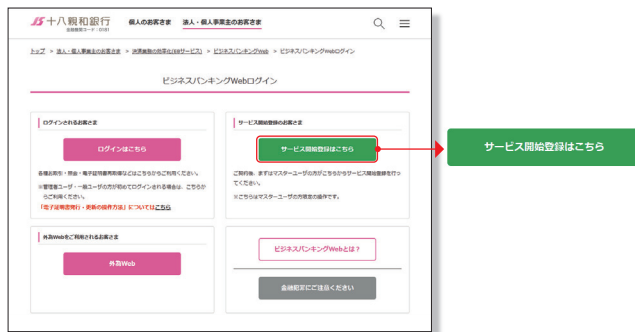 十八親和銀行
金融機関コード：0181
個人のお客さま 法人・個人事業主のお客さま
トップ > 法人・個人事業主のお客さま > 決済業務の効率化(EBサービス) > ビジネスバンキングWeb > ビジネスバンキングWebログイン
ビジネスバンキングWebログイン
ログインされるお客さま
ログインはこちら
各種お取引・照会・電子証明書再取得などはこちらからご利用ください。
※管理者ユーザ・一般ユーザの方が初めてログインされる場合は、こちらか
らご利用ください。
「電子証明書発行・更新の操作方法」についてはこちら
サービス開始登録のお客さま
サービス開始登録はこちら
ご契約後、まずはマスターユーザの方がこちらからサービス開始登録を行っ
てください。
※こちらはマスターユーザの方限定の操作です。
サービス開始登録はこちら
外為Webをご利用されるお客さま
外為Web
ビジネスバンキングWebとは？
金融犯罪にご注意ください